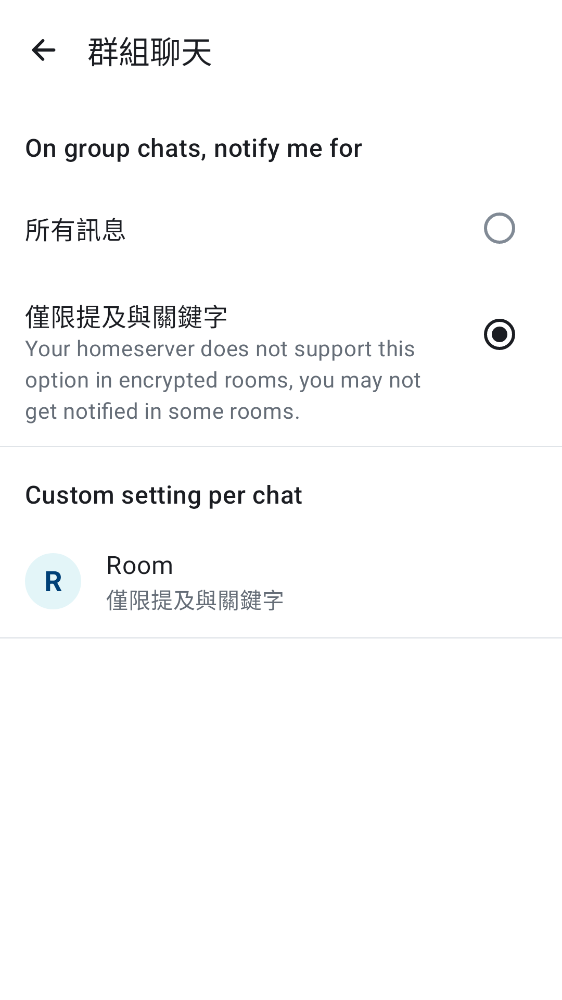 群組聊天
On group chats, notify me for
所有訊息
僅限提及與關鍵字
Your homeserver does not support this
option in encrypted rooms, you may not
get notified in some rooms.
Custom setting per chat
R
Room
僅限提及與關鍵字